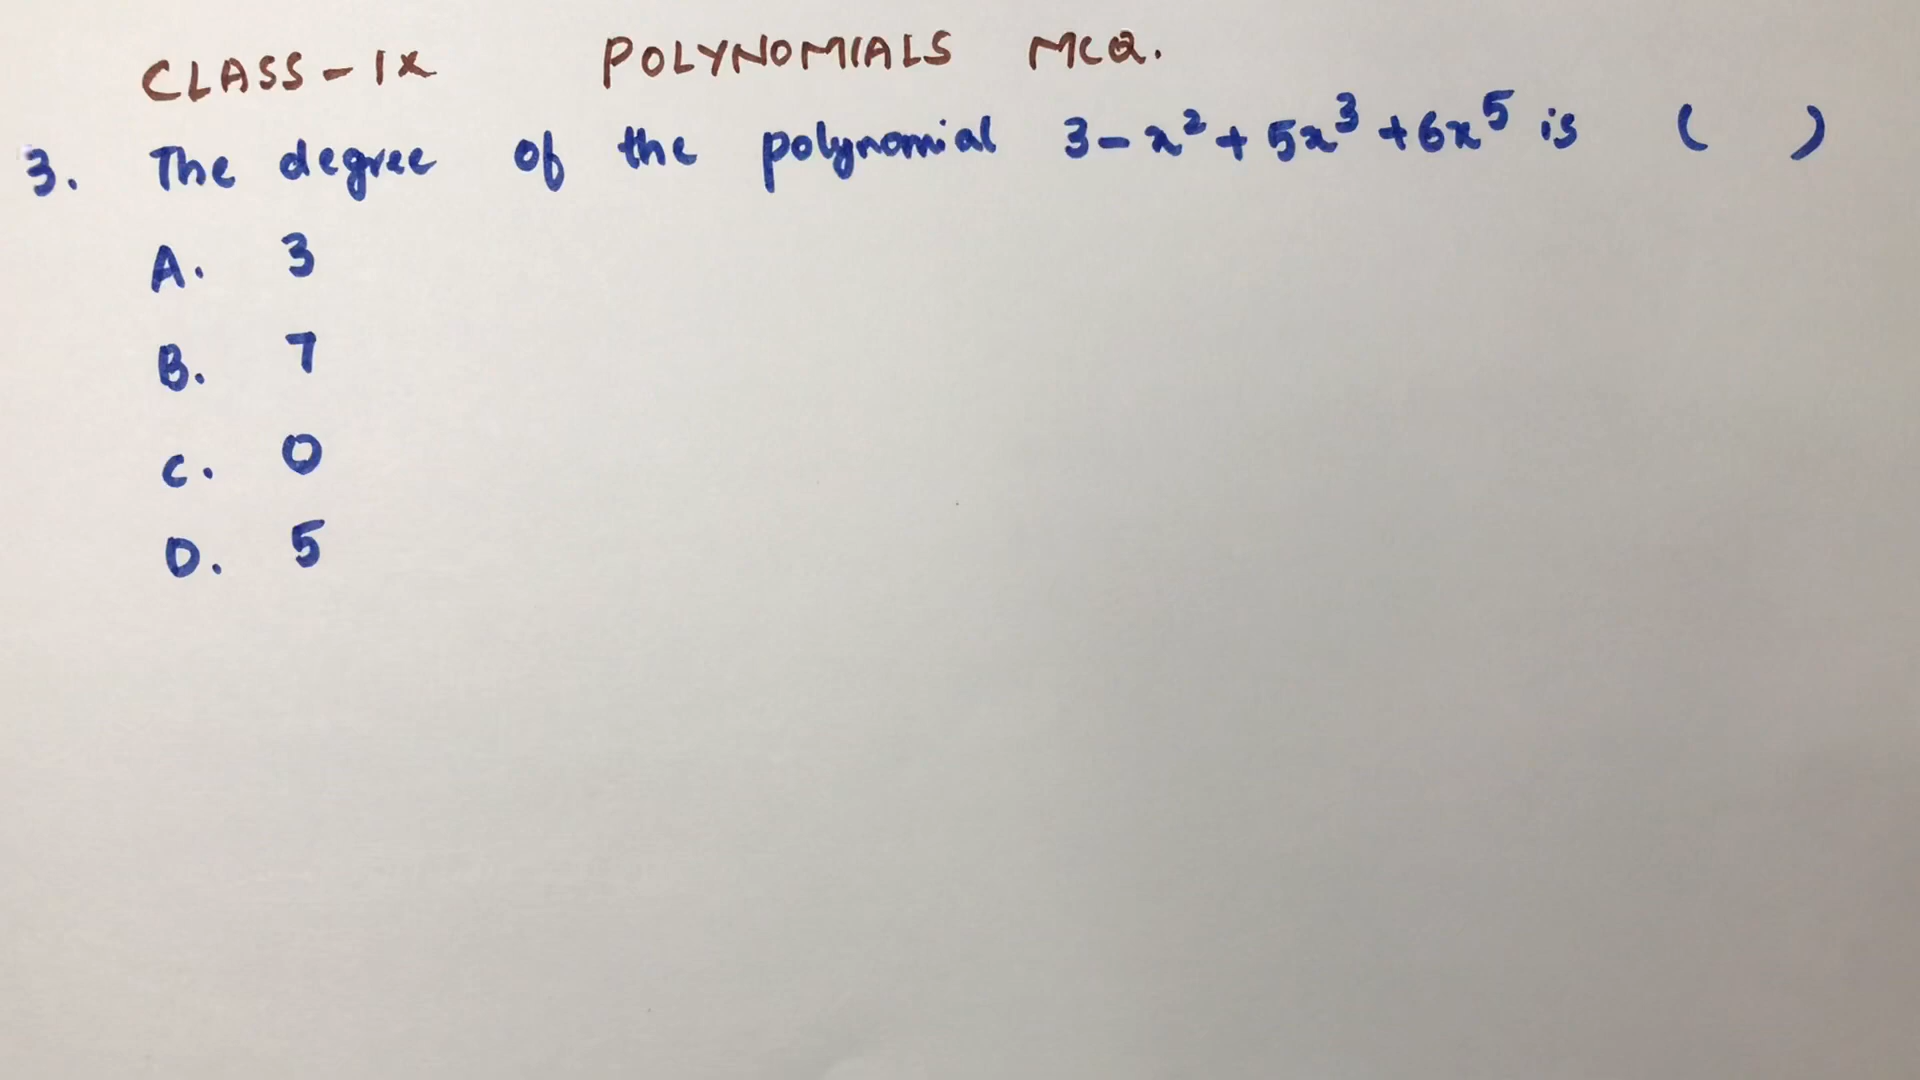 CLASS-IX POLYNOMIALS MCQ.
3. The degree of the polynomial 3-x²+5x³+6x⁵ is ( )
A. 3
B. 7
C. 0
D. 5